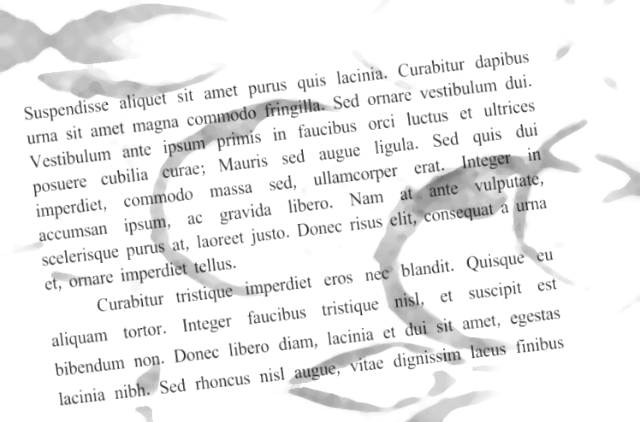 Suspendisse aliquet sit amet purus quis lacinia. Curabitur dapibus
urna sit amet magna commodo fringilla. Sed ornare vestibulum dui.
Vestibulum ante ipsum primis in faucibus orci luctus et ultrices
posuere cubilia curae; Mauris sed augue ligula. Sed quis dui
imperdiet, commodo massa sed, ullamcorper erat. Integer in
accumsan ipsum, ac gravida libero. Nam at ante vulputate,
scelerisque purus at, laoreet justo. Donec risus elit, consequat a urna
et, ornare imperdiet tellus.
Curabitur tristique imperdiet eros nec blandit. Quisque eu
aliquam tortor. Integer faucibus tristique nisl, et suscipit est
bibendum non. Donec libero diam, lacinia et dui sit amet, egestas
lacinia nibh. Sed rhoncus nisl augue, vitae dignissim lacus finibus